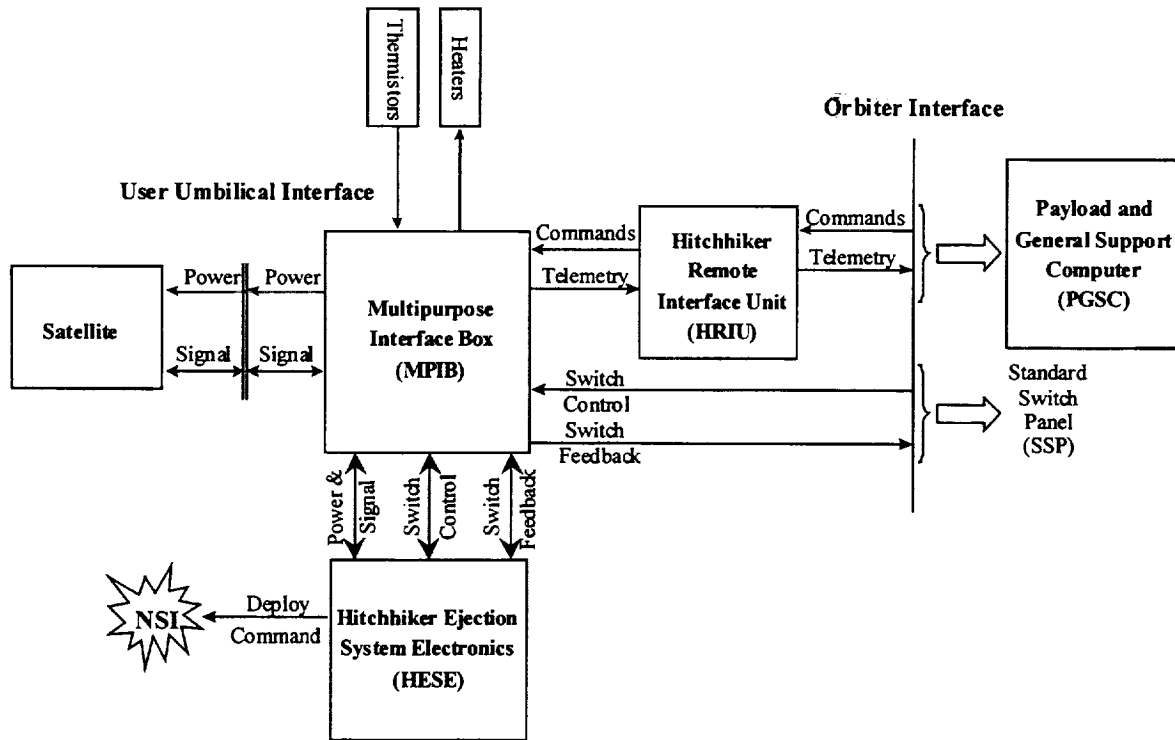 Thermistors
Heaters
Orbiter Interface
User Umbilical Interface
Satellite
Power
Power
Signal
Signal
Multipurpose
Interface Box
(MPIB)
Commands
Telemetry
Hitchhiker
Remote
Interface Unit
(HRIU)
Commands
Telemetry
Payload and
General Support
Computer
(PGSC)
Switch
Control
Switch
Feedback
Standard
Switch
Panel
(SSP)
Power &
Signal
Switch
Control
Switch
Feedback
NSI
Deploy
Command
Hitchhiker Ejection
System Electronics
(HESE)